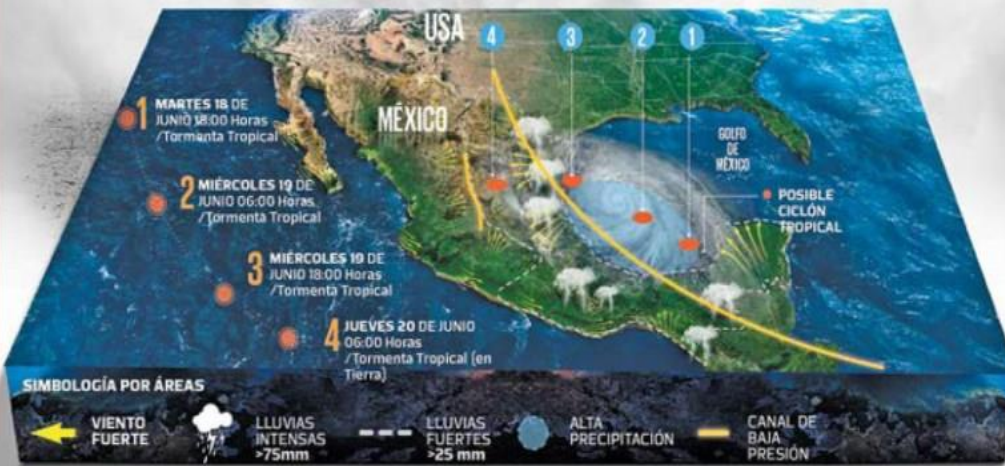 USA
4
3
2
1
MÉXICO
GOLFO
DE
MÉXICO
1
MARTES 18 DE
JUNIO 18:00 Horas
/Tormenta Tropical
2
MIÉRCOLES 19 DE
JUNIO 06:00 Horas
/Tormenta Tropical
POSIBLE
CICLÓN
TROPICAL
3
MIÉRCOLES 19 DE
JUNIO 18:00 Horas
/Tormenta Tropical
4
JUEVES 20 DE JUNIO
06:00 Horas
/Tormenta Tropical (en
Tierra)
SIMBOLOGÍA POR ÁREAS
VIENTO
FUERTE
LLUVIAS
INTENSAS
>75mm
LLUVIAS
FUERTES
>25 mm
ALTA
PRECIPITACIÓN
CANAL DE
BAJA
PRESIÓN